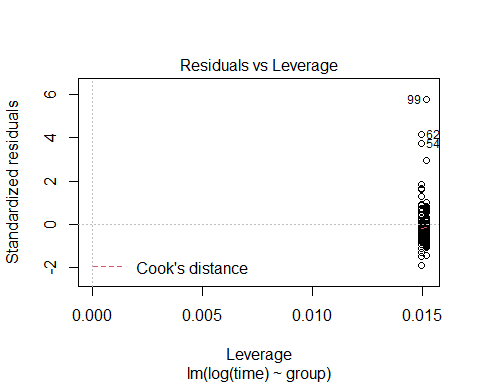 Residuals vs Leverage
Standardized residuals
6
4
2
0
-2
99
62
54
Cook's distance
0.000
0.005
0.010
0.015
Leverage
lm(log(time) ~ group)